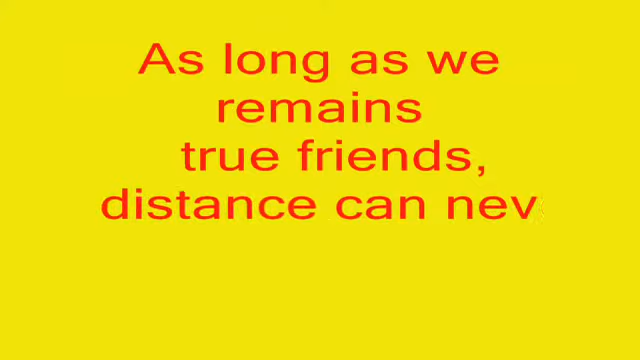 As long as we
remains
true friends,
distance can nev